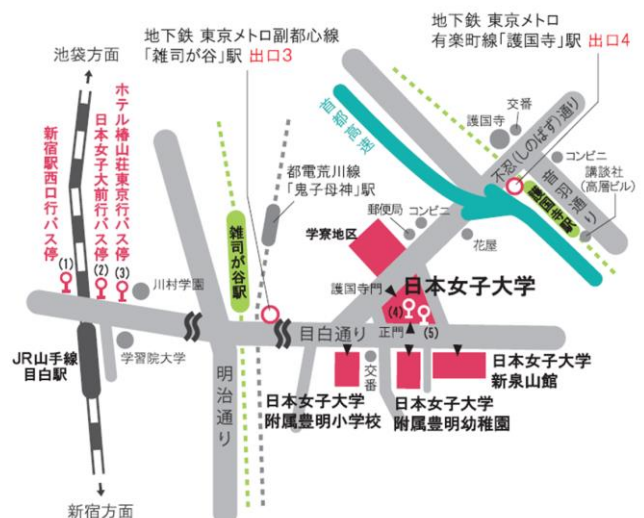 地下鉄 東京メトロ副都心線
「雑司が谷」駅 出口3
地下鉄 東京メトロ
有楽町線「護国寺」駅 出口4
池袋方面
ホテル椿山荘東京行バス停
日本女子大前行バス停
新宿駅西口行バス停
(1)
(2)
(3)
川村学園
学習院大学
JR山手線
目白駅
新宿方面
都電荒川線
「鬼子母神」駅
雑司が谷駅
明治通り
目白通り
首都高速
護国寺
交番
不忍(しのばず)通り
コンビニ
音羽通り
講談社
(高層ビル)
護国寺駅
郵便局
コンビニ
花屋
学寮地区
護国寺門
日本女子大学
(4)
(5)
正門
交番
日本女子大学
附属豊明小学校
日本女子大学
附属豊明幼稚園
日本女子大学
新泉山館